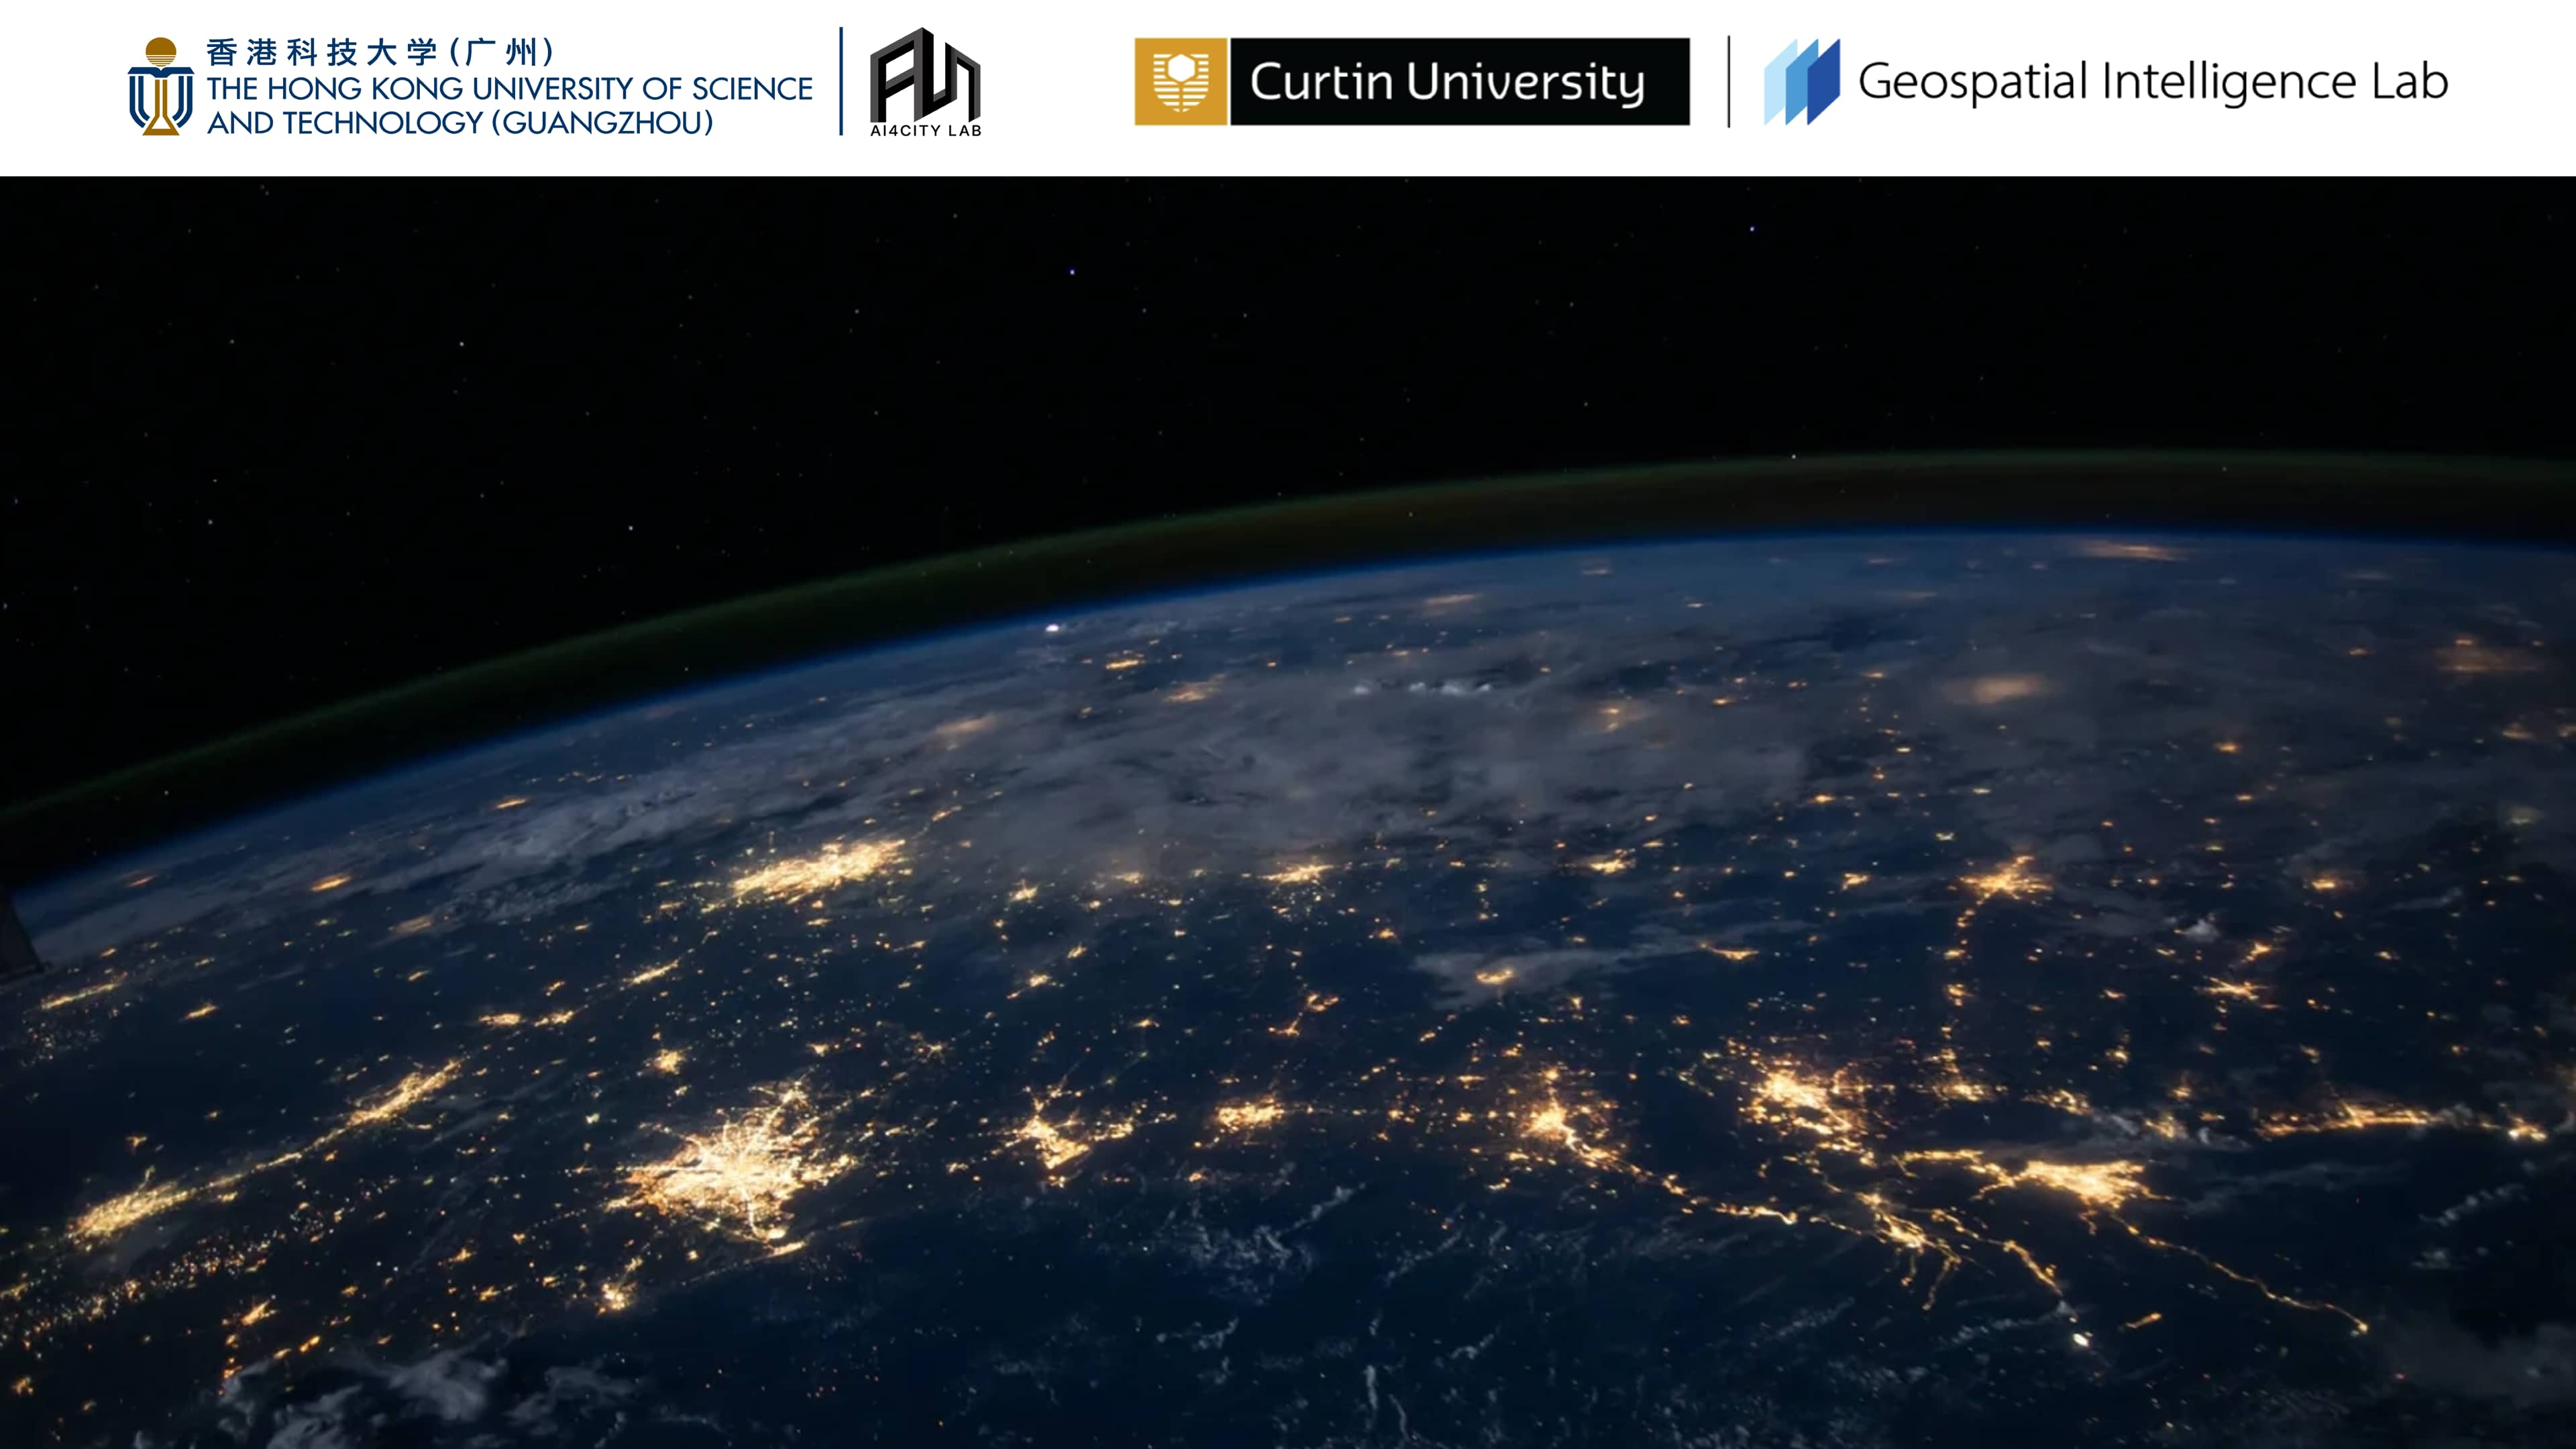 香港科技大学(广州)
THE HONG KONG UNIVERSITY OF SCIENCE
AND TECHNOLOGY (GUANGZHOU)
AI4CITY LAB
Curtin University
Geospatial Intelligence Lab